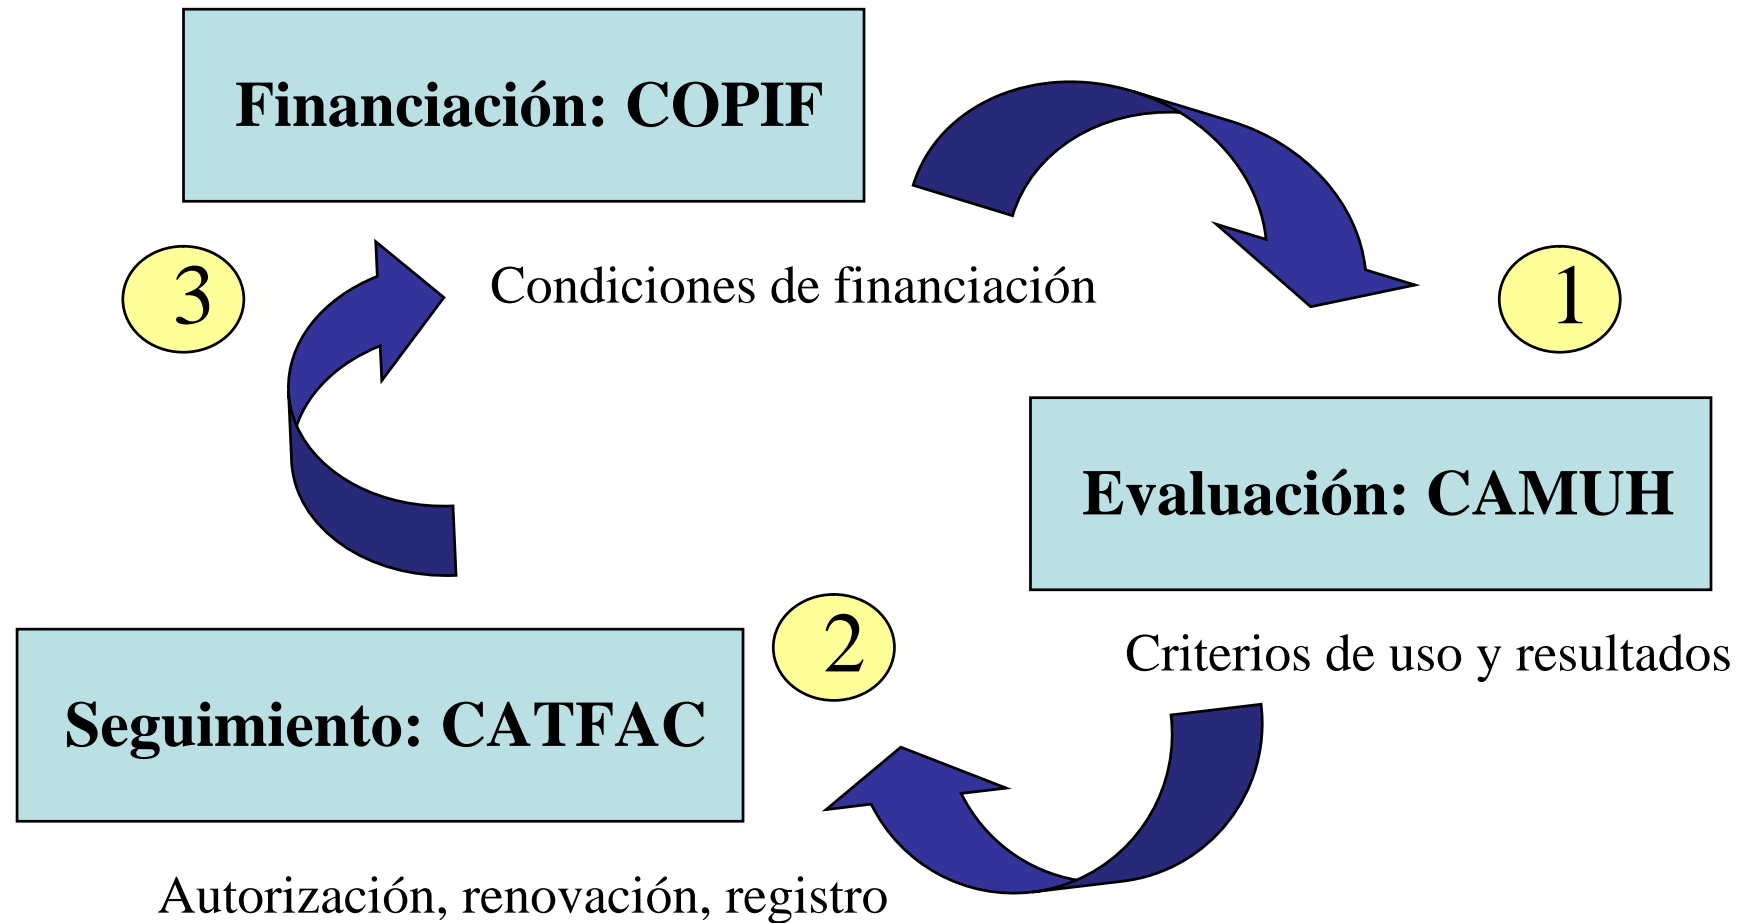 Financiación: COPIF
Condiciones de financiación
3
1
Evaluación: CAMUH
Criterios de uso y resultados
2
Seguimiento: CATFAC
Autorización, renovación, registro